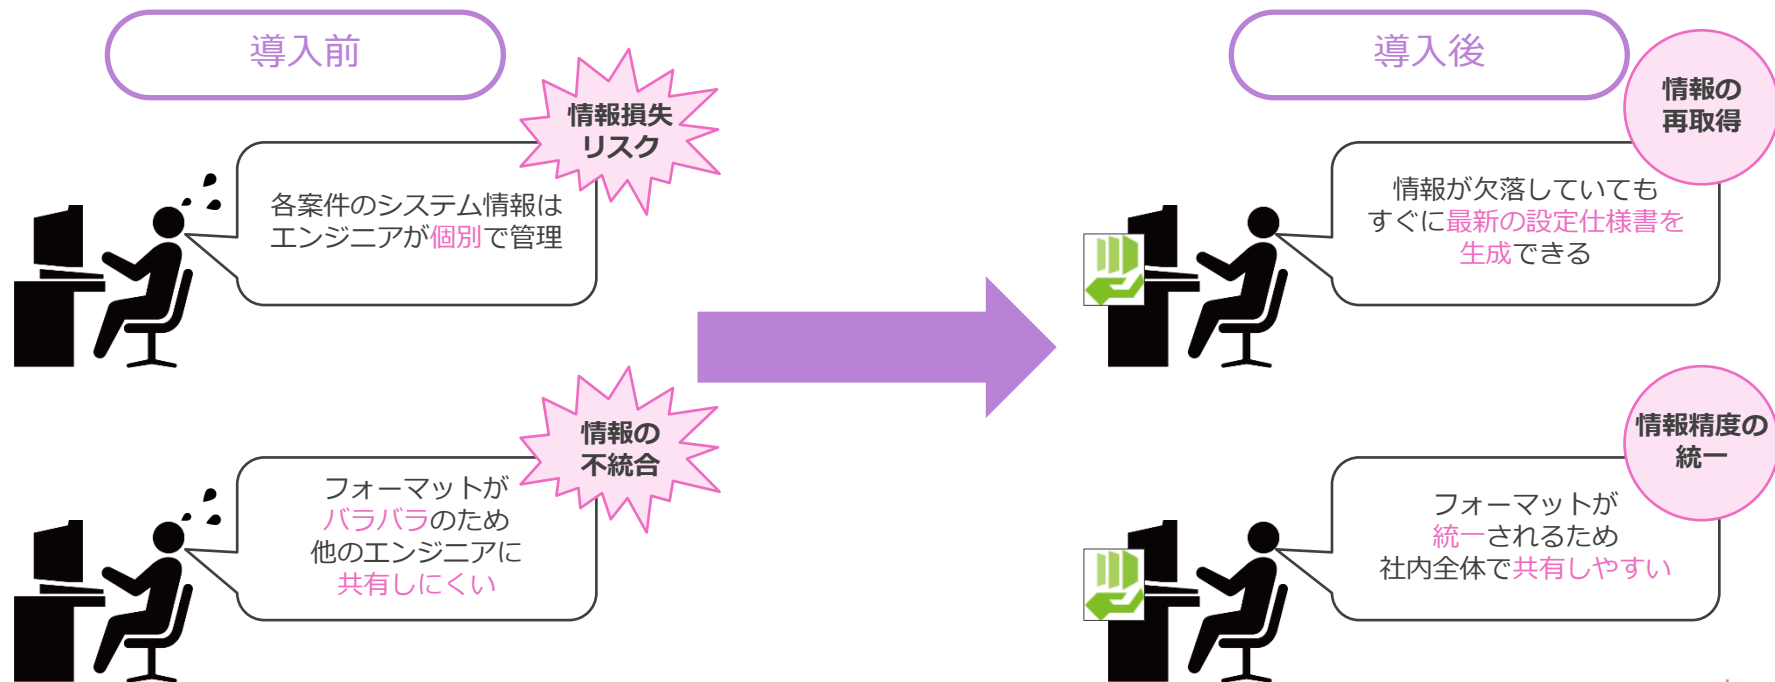 導入前
情報損失
リスク
各案件のシステム情報は
エンジニアが個別で管理
情報の
不統合
フォーマットが
バラバラのため
他のエンジニアに
共有しにくい
導入後
情報の
再取得
情報が欠落していても
すぐに最新の設定仕様書を
生成できる
情報精度の
統一
フォーマットが
統一されるため
社内全体で共有しやすい